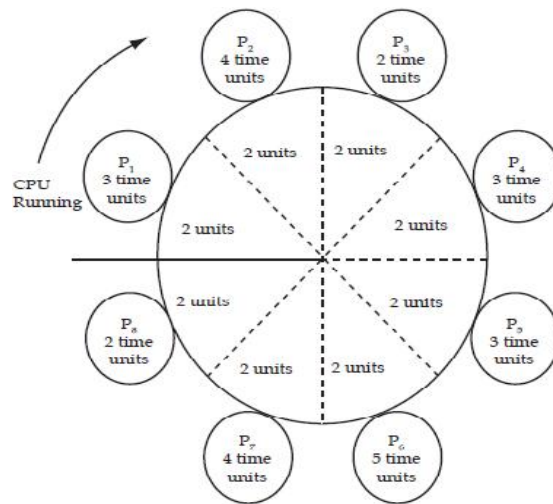 P₂
4 time
units
P₃
2 time
units
P₁
3 time
units
CPU
Running
P₄
3 time
units
2 units
2 units
2 units
2 units
2 units
2 units
2 units
2 units
P₈
2 time
units
P₅
3 time
units
P₇
4 time
units
P₆
5 time
units